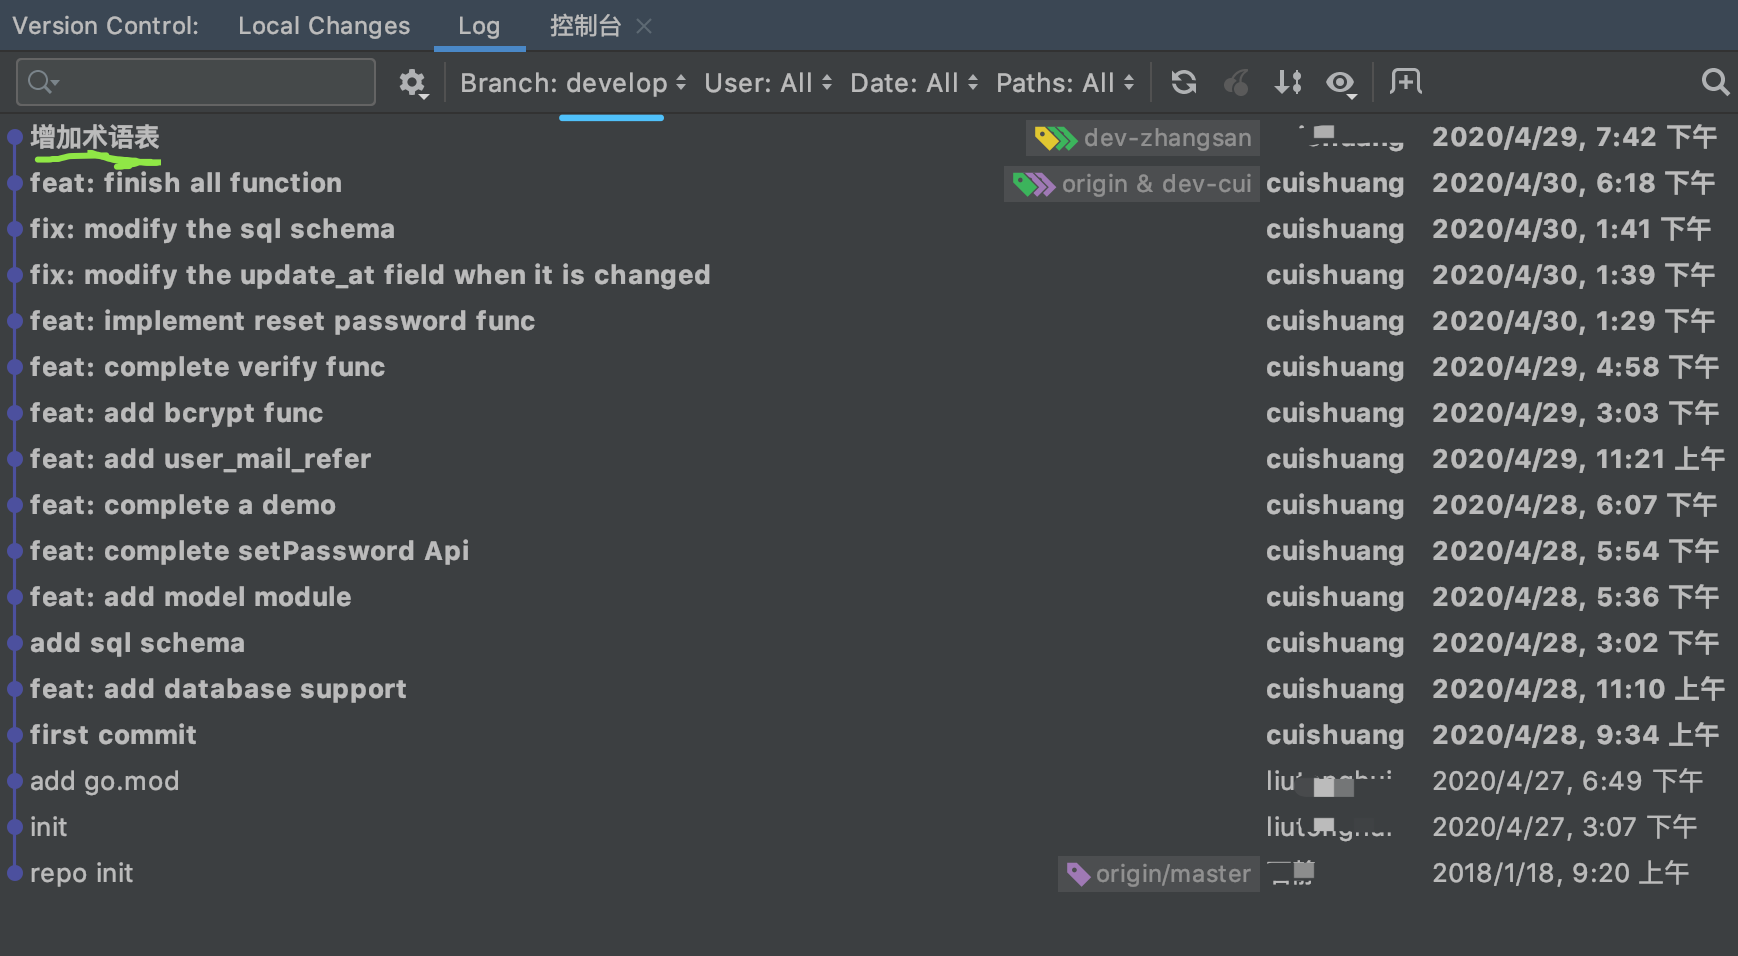 Version Control: Local Changes Log 控制台
Branch: develop User: All Date: All Paths: All
增加术语表 dev-zhangsan 2020/4/29, 7:42 下午
feat: finish all function origin & dev-cui cuishuang 2020/4/30, 6:18 下午
fix: modify the sql schema cuishuang 2020/4/30, 1:41 下午
fix: modify the update_at field when it is changed cuishuang 2020/4/30, 1:39 下午
feat: implement reset password func cuishuang 2020/4/30, 1:29 下午
feat: complete verify func cuishuang 2020/4/29, 4:58 下午
feat: add bcrypt func cuishuang 2020/4/29, 3:03 下午
feat: add user_mail_refer cuishuang 2020/4/29, 11:21 上午
feat: complete a demo cuishuang 2020/4/28, 6:07 下午
feat: complete setPassword Api cuishuang 2020/4/28, 5:54 下午
feat: add model module cuishuang 2020/4/28, 5:36 下午
add sql schema cuishuang 2020/4/28, 3:02 下午
feat: add database support cuishuang 2020/4/28, 11:10 上午
first commit cuishuang 2020/4/28, 9:34 上午
add go.mod 2020/4/27, 6:49 下午
init 2020/4/27, 3:07 下午
repo init origin/master 2018/1/18, 9:20 上午